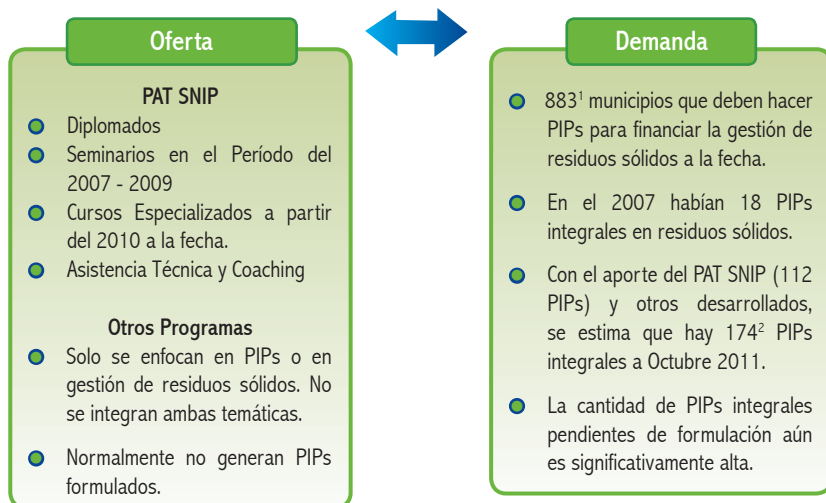 Oferta
PAT SNIP
Diplomados
Seminarios en el Período del
2007 - 2009
Cursos Especializados a partir
del 2010 a la fecha.
Asistencia Técnica y Coaching
Otros Programas
Solo se enfocan en PIPs o en
gestión de residuos sólidos. No
se integran ambas temáticas.
Normalmente no generan PIPs
formulados.
Demanda
883¹ municipios que deben hacer
PIPs para financiar la gestión de
residuos sólidos a la fecha.
En el 2007 habían 18 PIPs
integrales en residuos sólidos.
Con el aporte del PAT SNIP (112
PIPs) y otros desarrollados,
se estima que hay 174² PIPs
integrales a Octubre 2011.
La cantidad de PIPs integrales
pendientes de formulación aún
es significativamente alta.